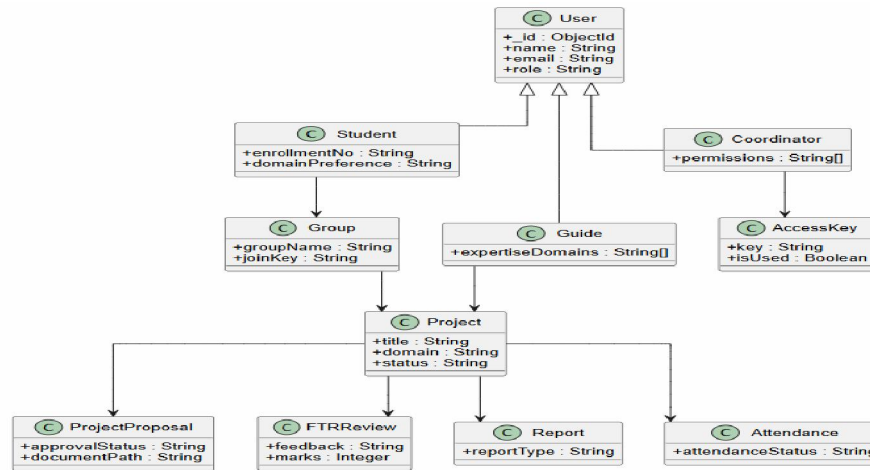 C User
+_id : ObjectId
+name : String
+email : String
+role : String
C Student
+enrollmentNo : String
+domainPreference : String
C Coordinator
+permissions : String[]
C Group
+groupName : String
+joinKey : String
C Guide
+expertiseDomains : String[]
C AccessKey
+key : String
+isUsed : Boolean
C Project
+title : String
+domain : String
+status : String
C ProjectProposal
+approvalStatus : String
+documentPath : String
C FTRReview
+feedback : String
+marks : Integer
C Report
+reportType : String
C Attendance
+attendanceStatus : String